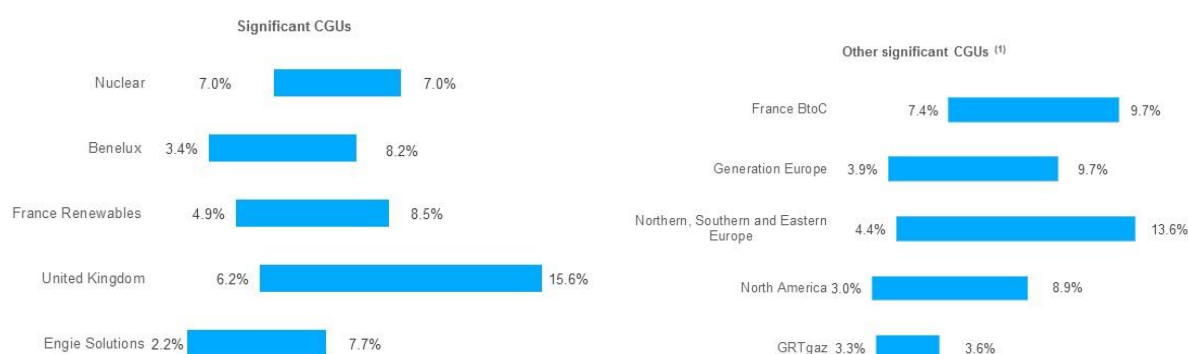 Significant CGUs
Nuclear 7.0% 7.0%
Benelux 3.4% 8.2%
France Renewables 4.9% 8.5%
United Kingdom 6.2% 15.6%
Engie Solutions 2.2% 7.7%
Other significant CGUs (1)
France BtoC 7.4% 9.7%
Generation Europe 3.9% 9.7%
Northern, Southern and Eastern
Europe 4.4% 13.6%
North America 3.0% 8.9%
GRTgaz 3.3% 3.6%